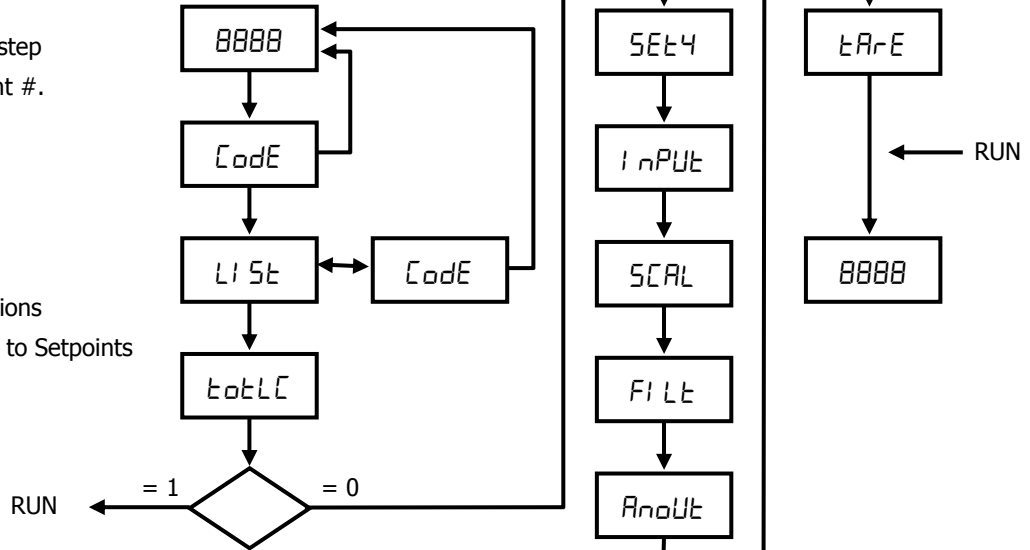 step
nt #.
ions
to Setpoints
8888
CodE
LISt
CodE
totLC
= 1
= 0
RUN
SEt4
InPUt
SCAL
FILt
AnoUt
tArE
RUN
8888